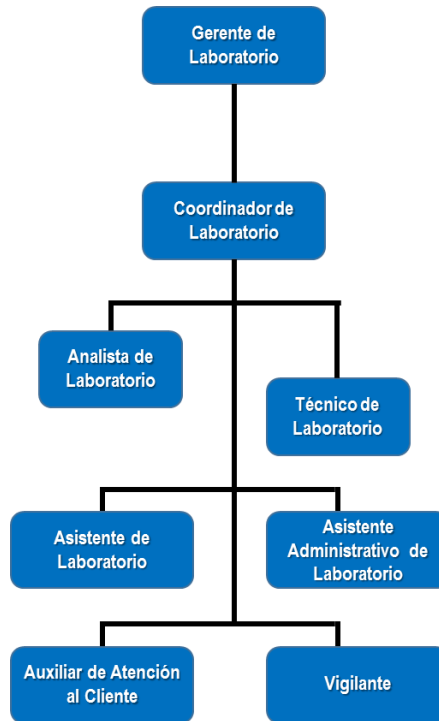 Gerente de
Laboratorio
Coordinador de
Laboratorio
Analista de
Laboratorio
Técnico de
Laboratorio
Asistente de
Laboratorio
Asistente
Administrativo de
Laboratorio
Auxiliar de Atención
al Cliente
Vigilante